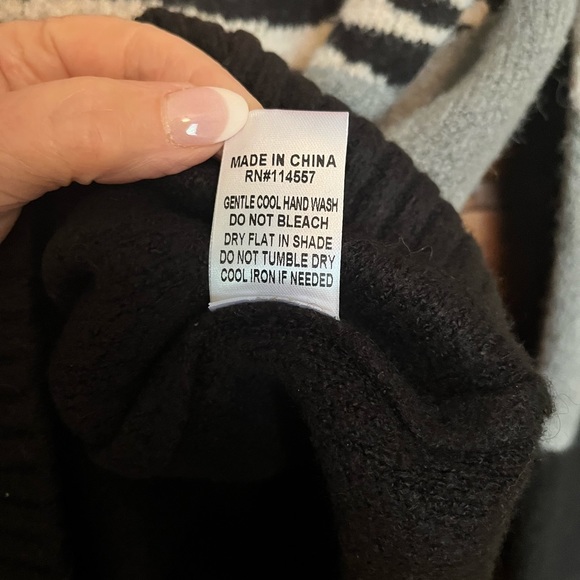 MADE IN CHINA
RN#114557
GENTLE COOL HAND WASH
DO NOT BLEACH
DRY FLAT IN SHADE
DO NOT TUMBLE DRY
COOL IRON IF NEEDED